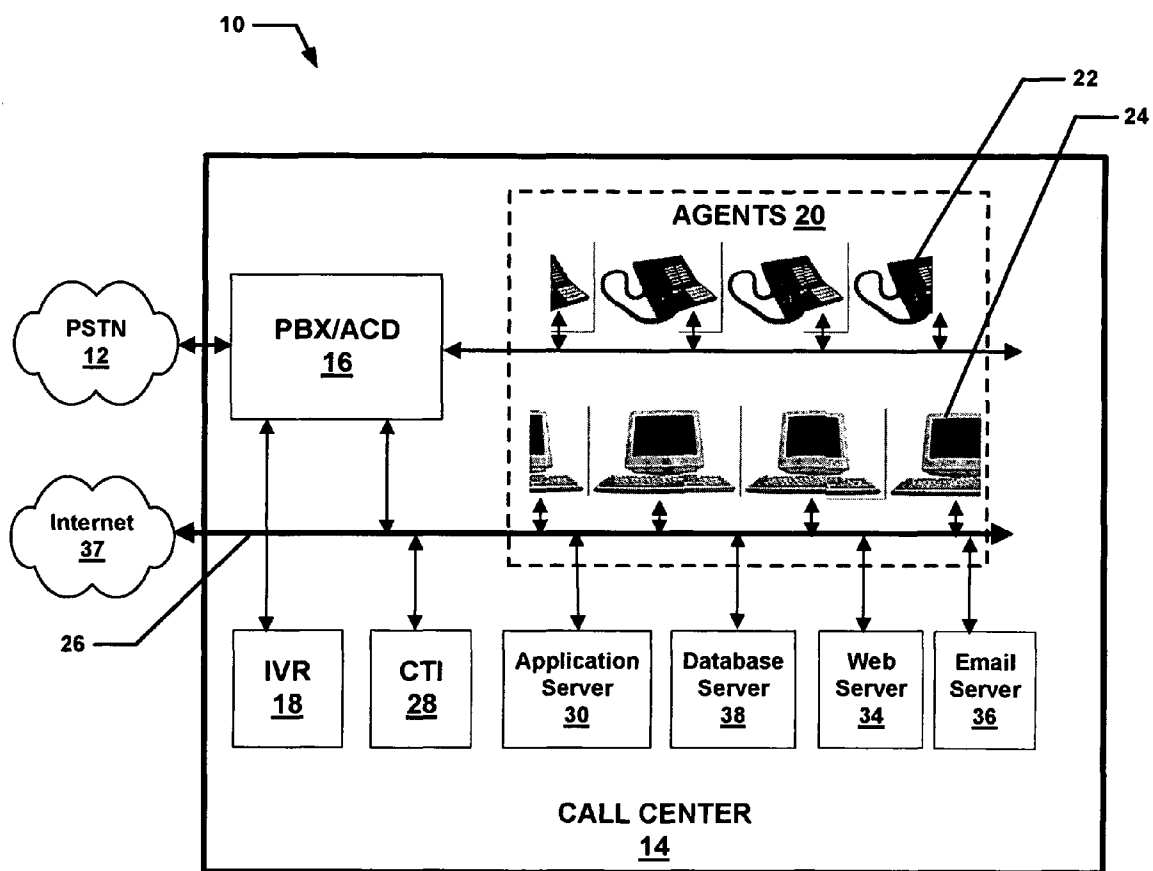 10
22
24
AGENTS 20
PSTN
12
PBX/ACD
16
Internet
37
26
IVR
18
CTI
28
Application
Server
30
Database
Server
38
Web
Server
34
Email
Server
36
CALL CENTER
14